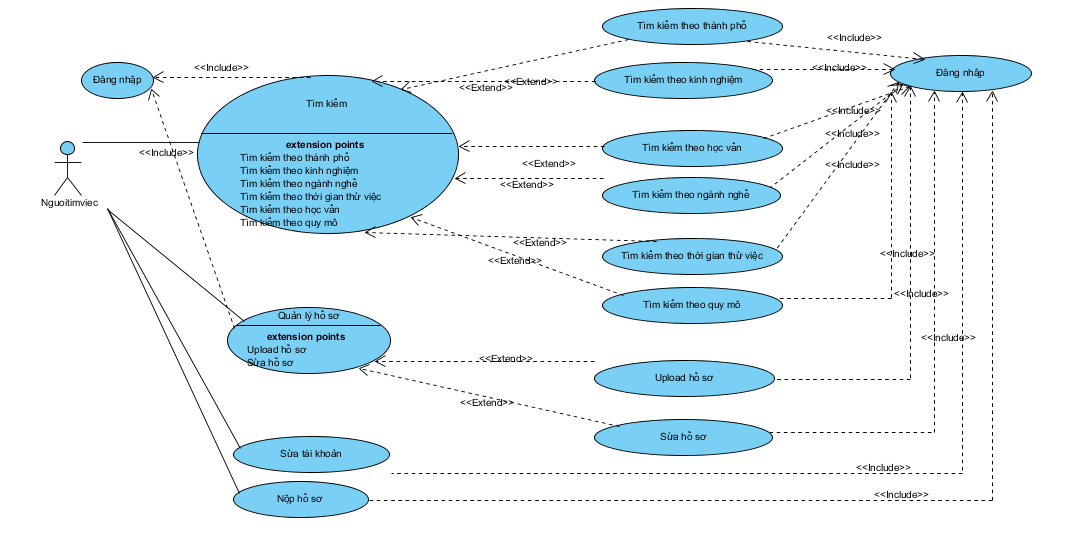 Tìm kiếm theo thành phố
<<Include>>
Đăng nhập
<<Include>>
Tìm kiếm theo kinh nghiệm
<<Extend>>
<<Extend>>
<<Include>>
Đăng nhập
Tìm kiếm
extension points
Tìm kiếm theo thành phố
Tìm kiếm theo kinh nghiệm
Tìm kiếm theo ngành nghề
Tìm kiếm theo thời gian thử việc
Tìm kiếm theo học vấn
Tìm kiếm theo quy mô
<<Include>>
Nguoitimviec
Tìm kiếm theo học vấn
<<Include>>
<<Include>>
<<Extend>>
<<Extend>>
Tìm kiếm theo ngành nghề
<<Include>>
<<Extend>>
<<Extend>>
Tìm kiếm theo thời gian thử việc
<<Include>>
Tìm kiếm theo quy mô
<<Include>>
Quản lý hồ sơ
extension points
Upload hồ sơ
Sửa hồ sơ
<<Extend>>
Upload hồ sơ
<<Include>>
<<Extend>>
Sửa hồ sơ
Sửa tài khoản
<<Include>>
Nộp hồ sơ
<<Include>>